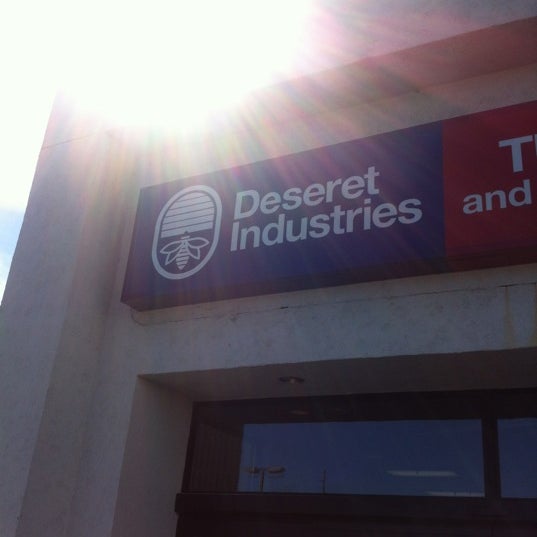 Deseret
Industries
and